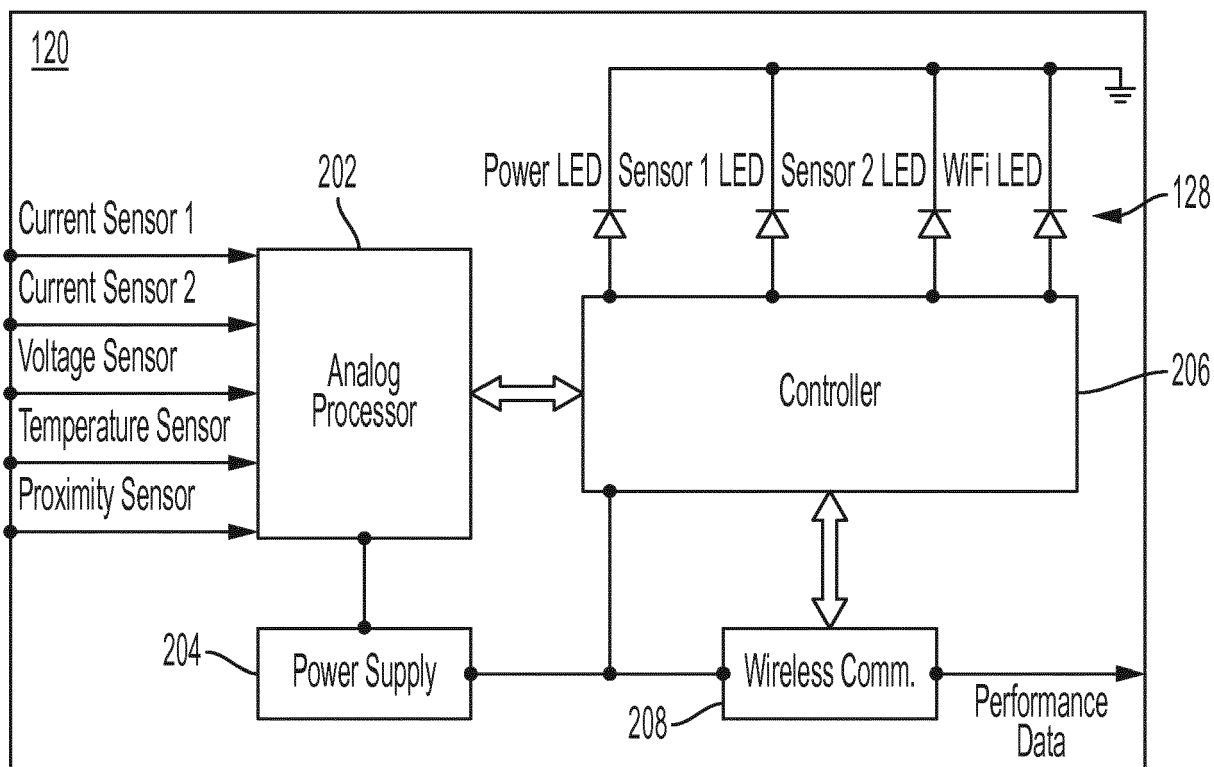 120
Power LED Sensor 1 LED Sensor 2 LED WiFi LED
128
202
Current Sensor 1
Current Sensor 2
Voltage Sensor
Temperature Sensor
Proximity Sensor
Analog
Processor
Controller
206
204
Power Supply
Wireless Comm.
208
Performance
Data